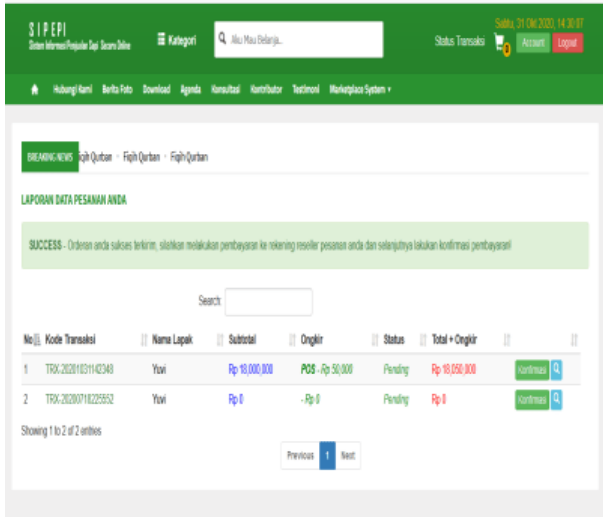 SIPEPI
Sistem Informasi Penjualan Sapi Secara Online
Kategori
Aku Mau Belanja...
Sabtu, 31 Okt 2020, 14:30:07
Status Transaksi
0
Account
Logout
Hubungi Kami Berita Foto Download Agenda Konsultasi Kontributor Testimoni Marketplace System
BREAKING NEWS Fiqih Qurban - Fiqih Qurban - Fiqih Qurban
LAPORAN DATA PESANAN ANDA
SUCCESS - Orderan anda sukses terkirim, silahkan melakukan pembayaran ke rekening reseller pesanan anda dan selanjutnya lakukan konfirmasi pembayaran!
Search:
No Kode Transaksi Nama Lapak Subtotal Ongkir Status Total + Ongkir
1 TRX-20201031142348 Yuvi Rp 18,000,000 POS - Rp 50,000 Pending Rp 18,050,000 Konfirmasi
2 TRX-20200718225552 Yuvi Rp 0 - Rp 0 Pending Rp 0 Konfirmasi
Showing 1 to 2 of 2 entries
Previous 1 Next